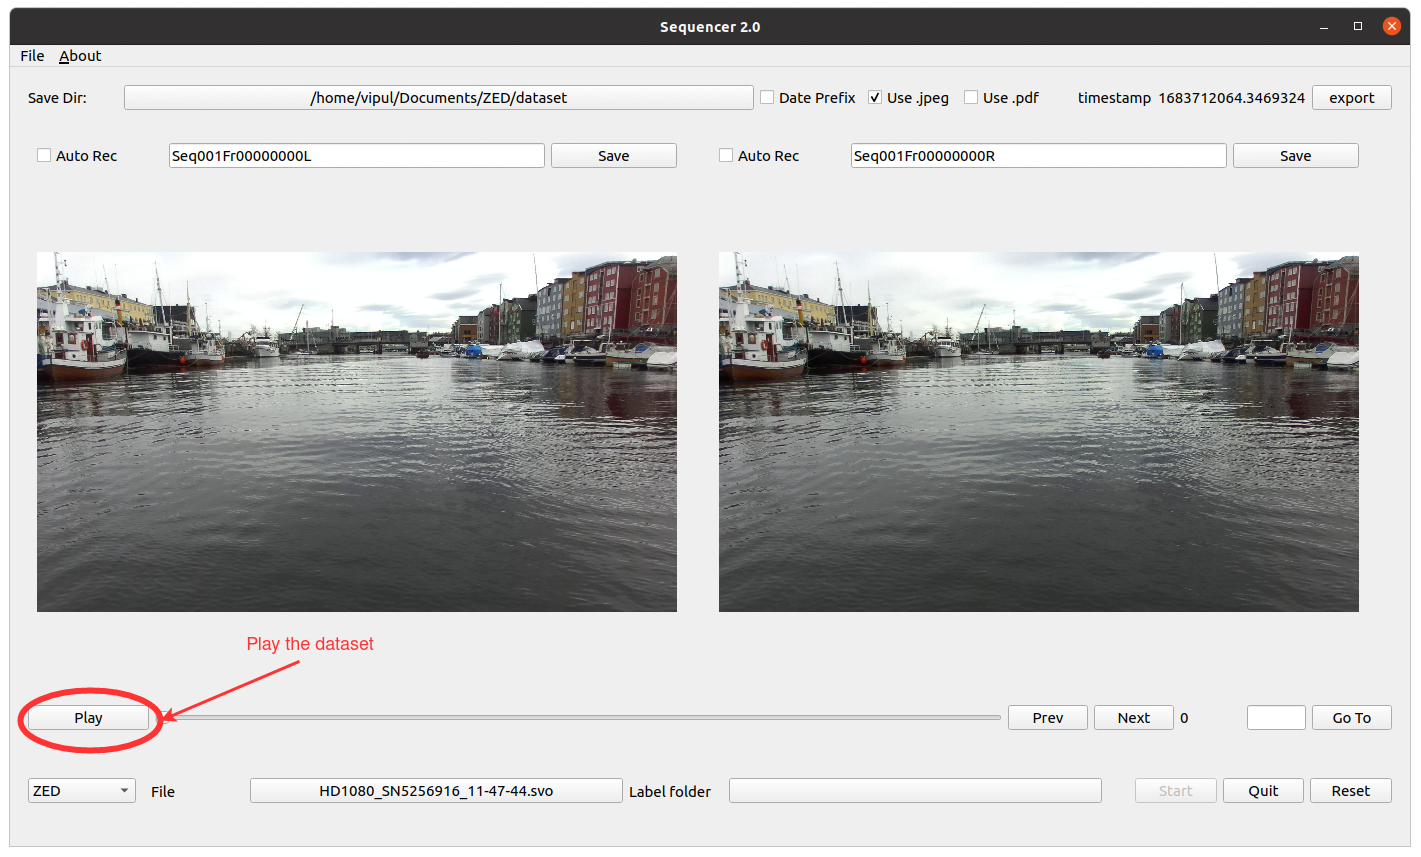 Sequencer 2.0
File About
Save Dir: /home/vipul/Documents/ZED/dataset Date Prefix Use .jpeg Use .pdf timestamp 1683712064.3469324 export
Auto Rec Seq001Fr00000000L Save Auto Rec Seq001Fr00000000R Save
Play the dataset
Play Prev Next 0 Go To
ZED File HD1080_SN5256916_11-47-44.svo Label folder Start Quit Reset